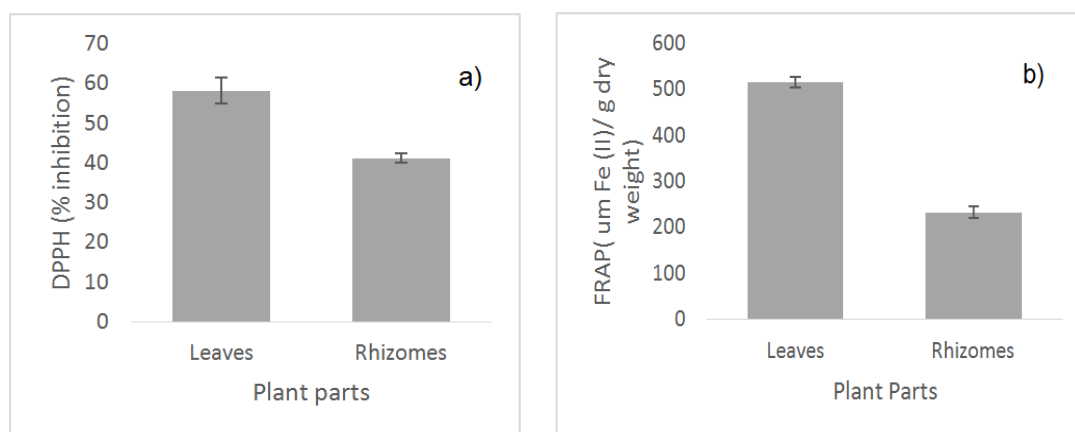 a)
DPPH (% inhibition)
70
60
50
40
30
20
10
0
Leaves Rhizomes
Plant parts
b)
FRAP( um Fe (II)/ g dry
weight)
600
500
400
300
200
100
0
Leaves Rhizomes
Plant Parts